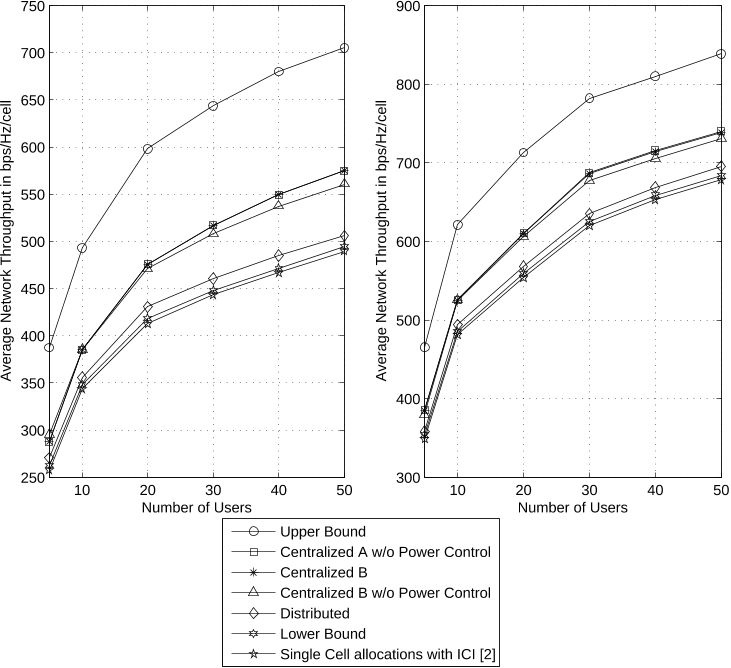 750
700
650
600
550
500
450
400
350
300
250
Average Network Throughput in bps/Hz/cell
10 20 30 40 50
Number of Users
900
800
700
600
500
400
300
Average Network Throughput in bps/Hz/cell
10 20 30 40 50
Number of Users
Upper Bound
Centralized A w/o Power Control
Centralized B
Centralized B w/o Power Control
Distributed
Lower Bound
Single Cell allocations with ICI [2]